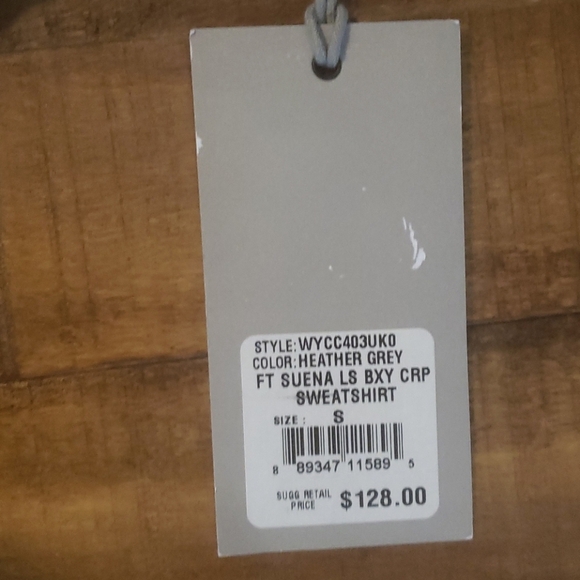 STYLE: WYCC403UK0
COLOR: HEATHER GREY
FT SUENA LS BXY CRP
SWEATSHIRT
SIZE : S
8 89347 11589 5
SUGG RETAIL PRICE $128.00